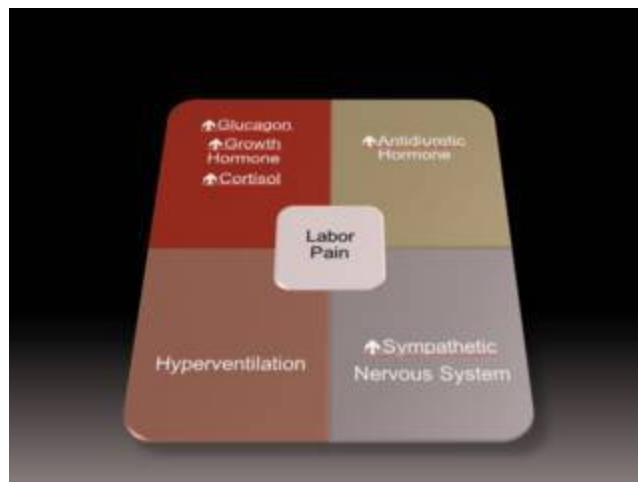 ↑Glucagon
↑Growth
Hormone
↑Cortisol
↑Antidiuretic
Hormone
Labor
Pain
Hyperventilation
↑Sympathetic
Nervous System